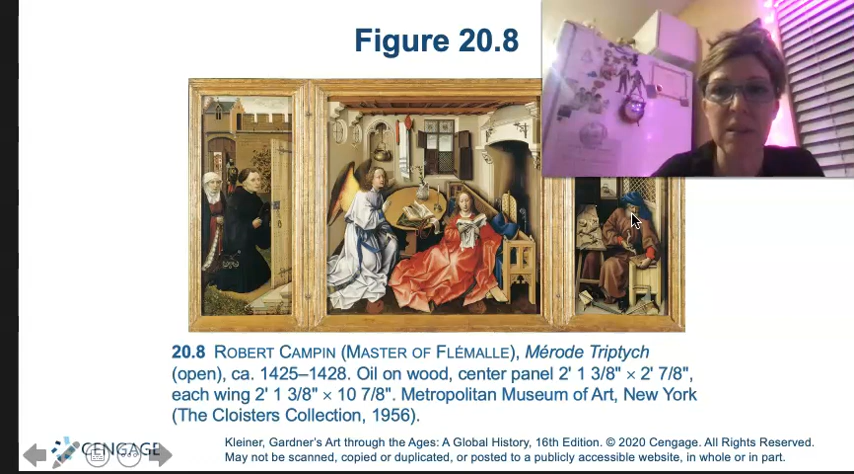 Figure 20.8
20.8 ROBERT CAMPIN (MASTER OF FLÉMALLE), Mérode Triptych
(open), ca. 1425–1428. Oil on wood, center panel 2' 1 3/8" × 2' 7/8",
each wing 2' 1 3/8" × 10 7/8". Metropolitan Museum of Art, New York
(The Cloisters Collection, 1956).
CENGAGE
Kleiner, Gardner's Art through the Ages: A Global History, 16th Edition. © 2020 Cengage. All Rights Reserved.
May not be scanned, copied or duplicated, or posted to a publicly accessible website, in whole or in part.